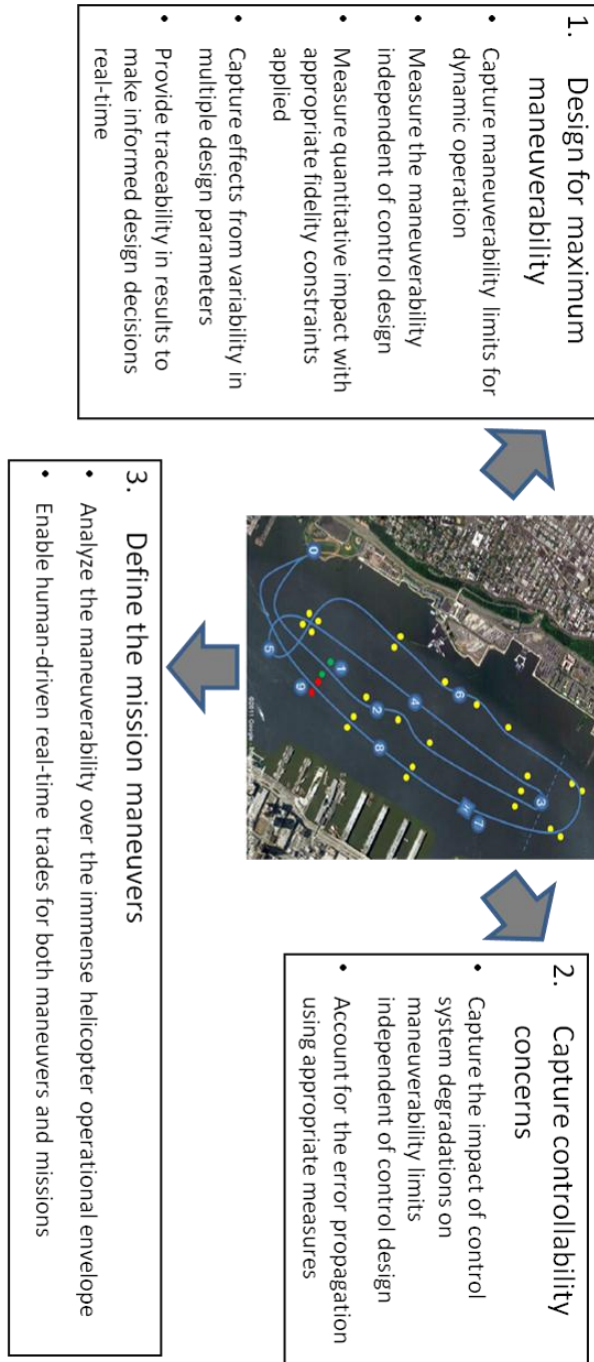 1. Design for maximum
maneuverability
• Capture maneuverability limits for
dynamic operation
• Measure the maneuverability
independent of control design
• Measure quantitative impact with
appropriate fidelity constraints
applied
• Capture effects from variability in
multiple design parameters
• Provide traceability in results to
make informed design decisions
real-time
0
1
2
3
4
5
6
7
8
9
©2011 Google
2. Capture controllability
concerns
• Capture the impact of control
system degradations on
maneuverability limits
independent of control design
• Account for the error propagation
using appropriate measures
3. Define the mission maneuvers
• Analyze the maneuverability over the immense helicopter operational envelope
• Enable human-driven real-time trades for both maneuvers and missions